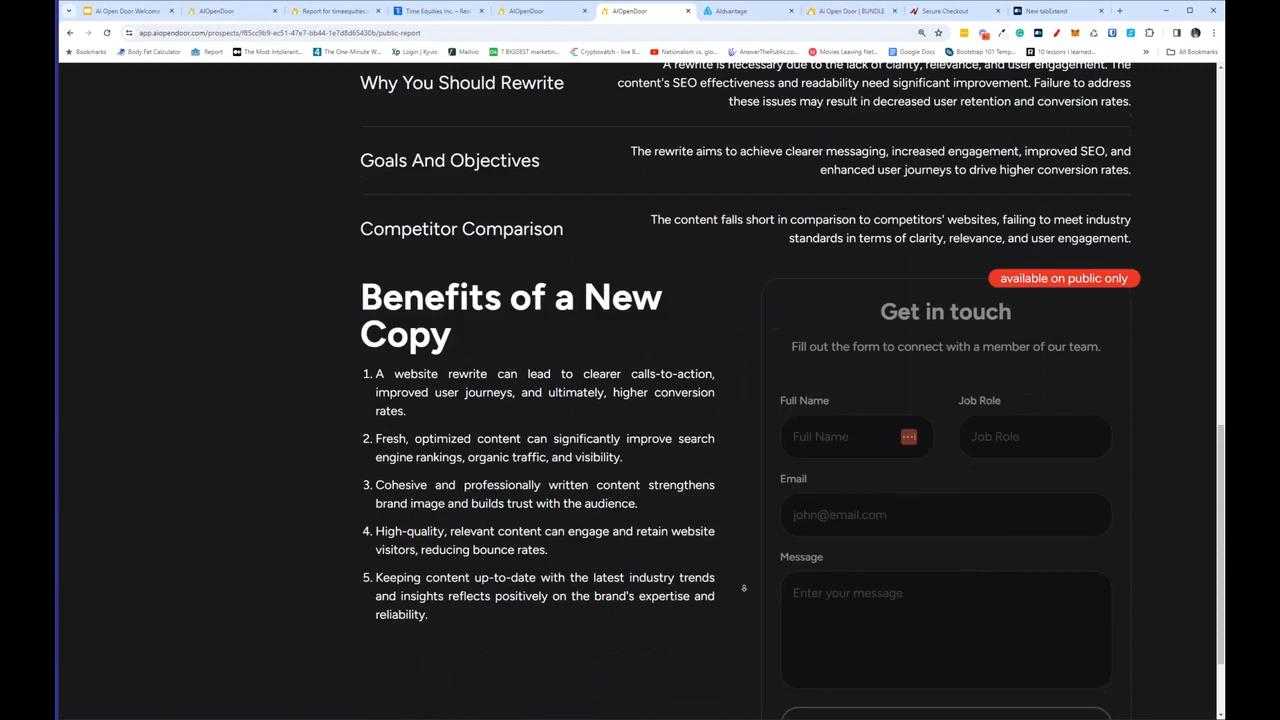 AI Open Door Welcome
AIOpenDoor
Report for timeequities
Time Equities Inc. – Rea
AIOpenDoor
AIOpenDoor
AIdvantage
Ai Open Door | BUNDLE
Secure Checkout
New tabExtend
app.aiopendoor.com/prospects/f85cc9b9-ec51-47e7-bb44-1e7d8d65430b/public-report
Bookmarks
Body Fat Calculator
Report
The Most Intolerant...
The One-Minute W...
Login | Kyvio
Mailvio
7 BIGGEST marketin...
Cryptowatch - live B...
Nationalism vs. glo...
AnswerThePublic.co...
Movies Leaving Net...
Google Docs
Bootstrap 101 Temp...
10 lessons I learned...
All Bookmarks
Why You Should Rewrite
A rewrite is necessary due to the lack of clarity, relevance, and user engagement. The
content's SEO effectiveness and readability need significant improvement. Failure to address
these issues may result in decreased user retention and conversion rates.
Goals And Objectives
The rewrite aims to achieve clearer messaging, increased engagement, improved SEO, and
enhanced user journeys to drive higher conversion rates.
Competitor Comparison
The content falls short in comparison to competitors' websites, failing to meet industry
standards in terms of clarity, relevance, and user engagement.
Benefits of a New
Copy
1. A website rewrite can lead to clearer calls-to-action,
improved user journeys, and ultimately, higher conversion
rates.
2. Fresh, optimized content can significantly improve search
engine rankings, organic traffic, and visibility.
3. Cohesive and professionally written content strengthens
brand image and builds trust with the audience.
4. High-quality, relevant content can engage and retain website
visitors, reducing bounce rates.
5. Keeping content up-to-date with the latest industry trends
and insights reflects positively on the brand's expertise and
reliability.
available on public only
Get in touch
Fill out the form to connect with a member of our team.
Full Name
Job Role
Full Name
Job Role
Email
john@email.com
Message
Enter your message